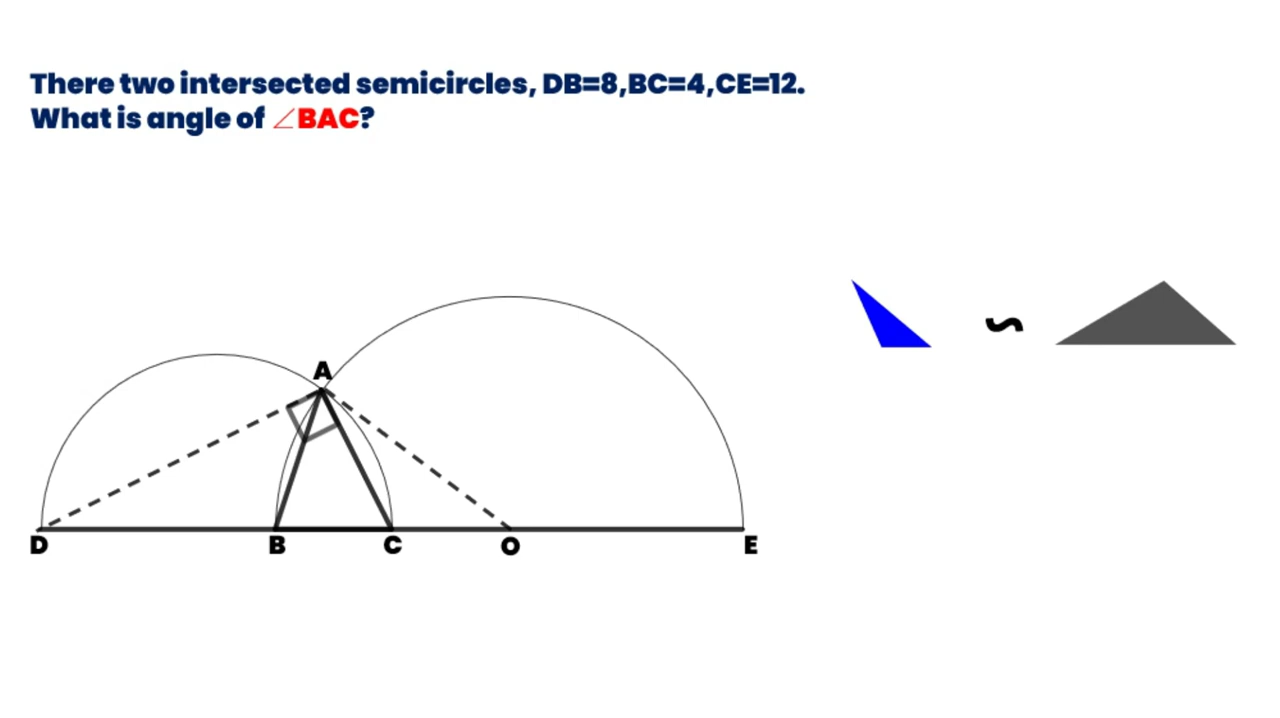 There two intersected semicircles, DB=8,BC=4,CE=12.
What is angle of ∠BAC?
A
∽
D
B
C
O
E